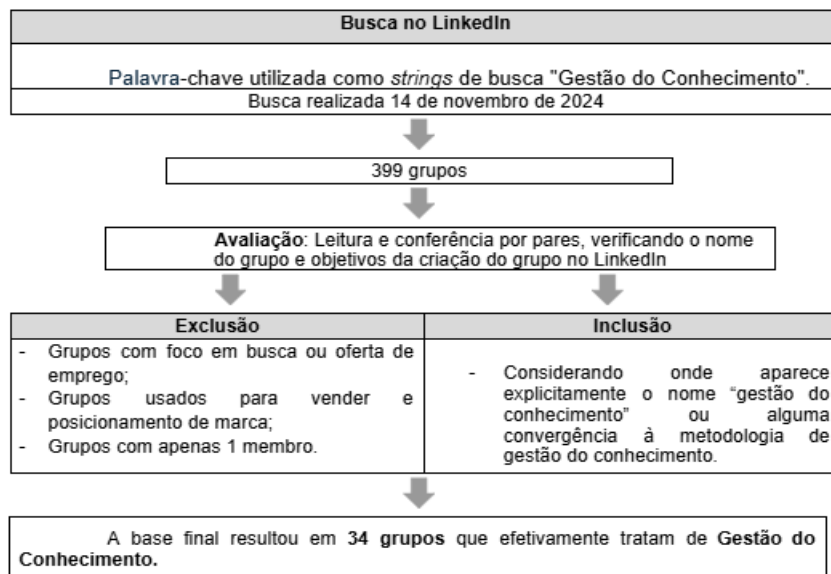 Busca no LinkedIn
Palavra-chave utilizada como strings de busca "Gestão do Conhecimento".
Busca realizada 14 de novembro de 2024
399 grupos
Avaliação: Leitura e conferência por pares, verificando o nome
do grupo e objetivos da criação do grupo no LinkedIn
Exclusão
- Grupos com foco em busca ou oferta de
emprego;
- Grupos usados para vender e
posicionamento de marca;
- Grupos com apenas 1 membro.
Inclusão
- Considerando onde aparece
explicitamente o nome “gestão do
conhecimento” ou alguma
convergência à metodologia de
gestão do conhecimento.
A base final resultou em 34 grupos que efetivamente tratam de Gestão do
Conhecimento.